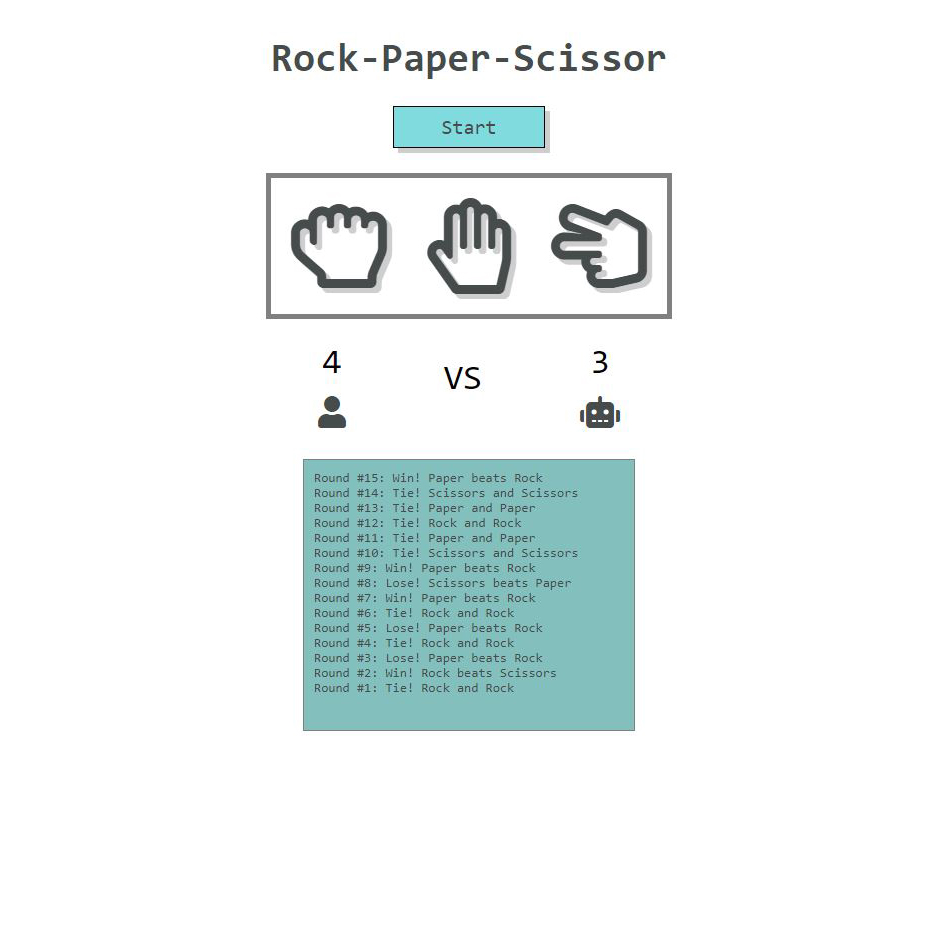 Rock-Paper-Scissor
Start
4
VS
3
Round #15: Win! Paper beats Rock
Round #14: Tie! Scissors and Scissors
Round #13: Tie! Paper and Paper
Round #12: Tie! Rock and Rock
Round #11: Tie! Paper and Paper
Round #10: Tie! Scissors and Scissors
Round #9: Win! Paper beats Rock
Round #8: Lose! Scissors beats Paper
Round #7: Win! Paper beats Rock
Round #6: Tie! Rock and Rock
Round #5: Lose! Paper beats Rock
Round #4: Tie! Rock and Rock
Round #3: Lose! Paper beats Rock
Round #2: Win! Rock beats Scissors
Round #1: Tie! Rock and Rock